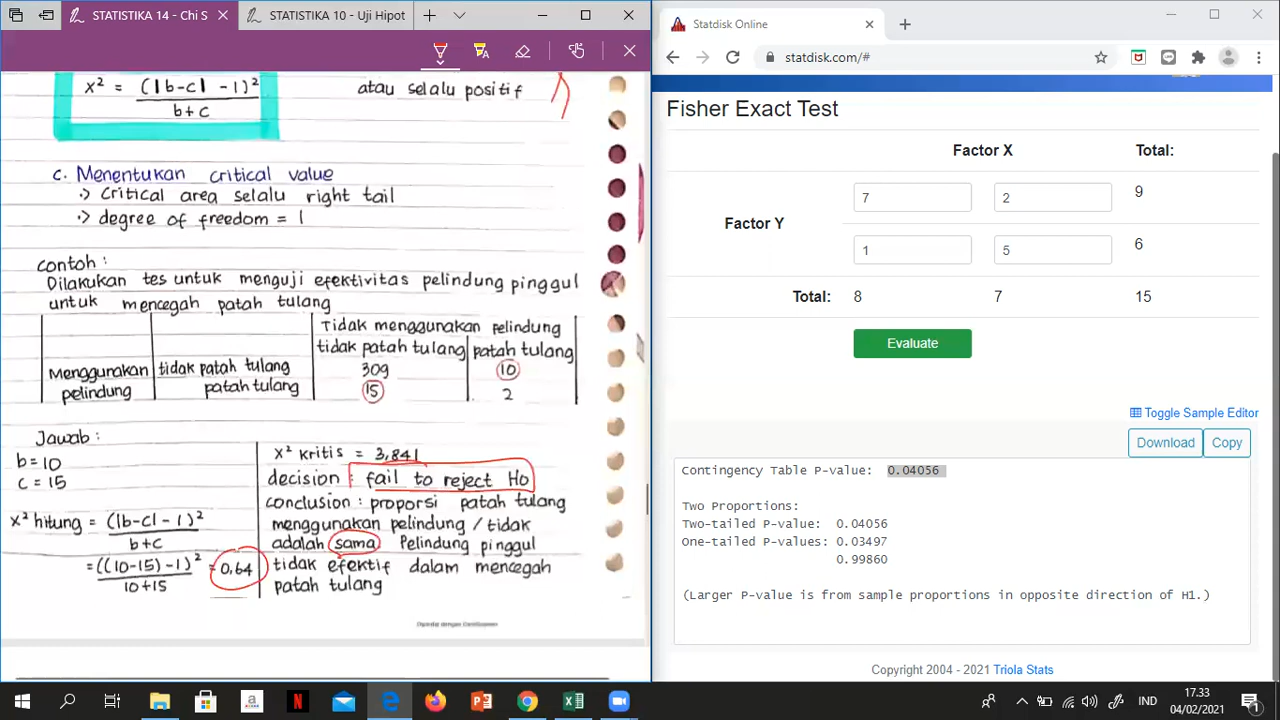 STATISTIKA 14 - Chi S
STATISTIKA 10 - Uji Hipot
x² = (|b-c| - 1)²
b+c
atau selalu positif
c. Menentukan critical value
·> Critical area selalu right tail
·> degree of freedom = 1
Contoh :
Dilakukan tes untuk menguji efektivitas pelindung pinggul
untuk mencegah patah tulang
Tidak menggunakan pelindung
tidak patah tulang
patah tulang
Menggunakan
pelindung
tidak patah tulang
309
10
patah tulang
15
2
Jawab :
b = 10
c = 15
x² hitung = (|b-c| - 1)²
b+c
= ((10-15) -1)²
10+15
= 0,64
x² kritis = 3,841
decision : fail to reject Ho
conclusion : proporsi patah tulang
menggunakan pelindung / tidak
adalah sama Pelindung pinggul
tidak efektif dalam mencegah
patah tulang
Statdisk Online
statdisk.com/#
Fisher Exact Test
Factor X
Total:
Factor Y
7
2
9
1
5
6
Total:
8
7
15
Evaluate
Toggle Sample Editor
Download
Copy
Contingency Table P-value: 0.04056
Two Proportions:
Two-tailed P-value: 0.04056
One-tailed P-values: 0.03497
0.99860
(Larger P-value is from sample proportions in opposite direction of H1.)
Copyright 2004 - 2021 Triola Stats
IND
17.33
04/02/2021